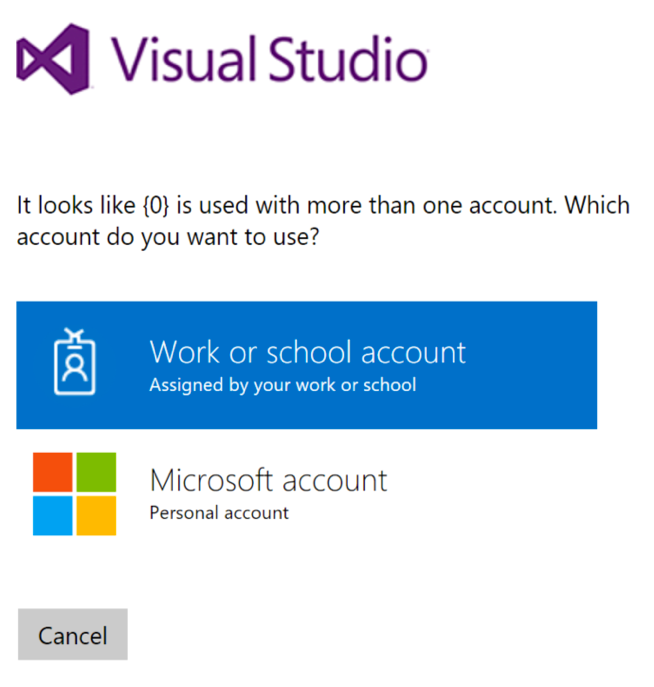 Visual Studio
It looks like {0} is used with more than one account. Which
account do you want to use?
Work or school account
Assigned by your work or school
Microsoft account
Personal account
Cancel